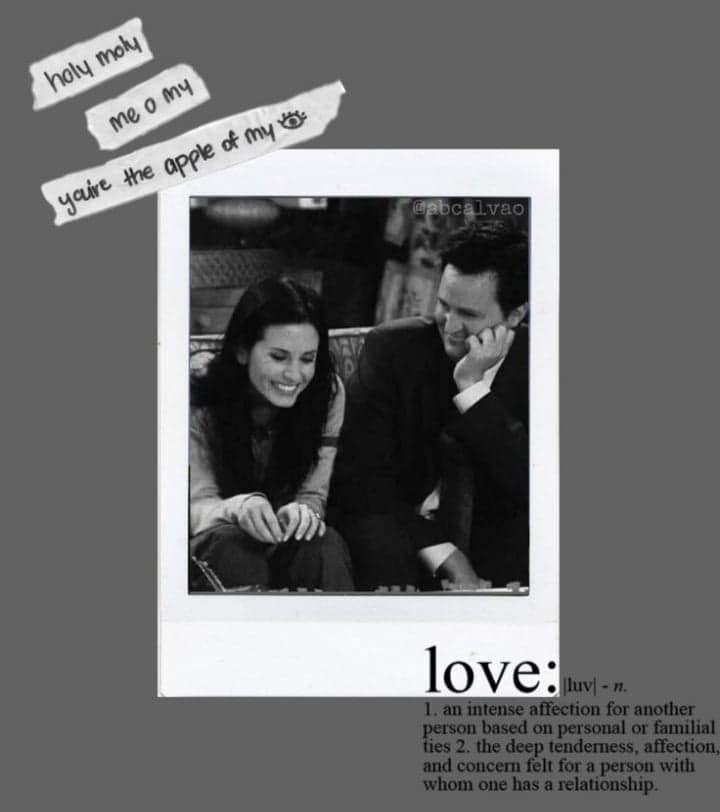 holy moly
me o my
you're the apple of my
@abcalvao
love: |luv| - n.
1. an intense affection for another
person based on personal or familial
ties 2. the deep tenderness, affection,
and concern felt for a person with
whom one has a relationship.